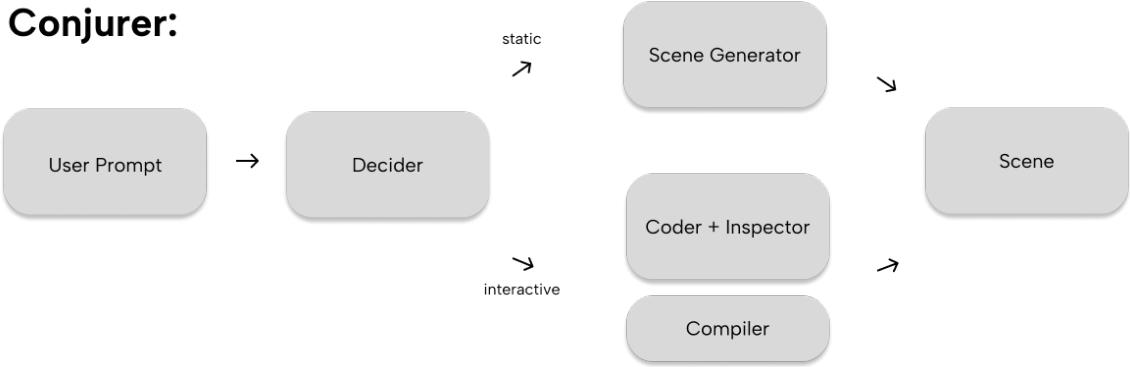 Conjurer:
User Prompt
Decider
static
interactive
Scene Generator
Coder + Inspector
Compiler
Scene